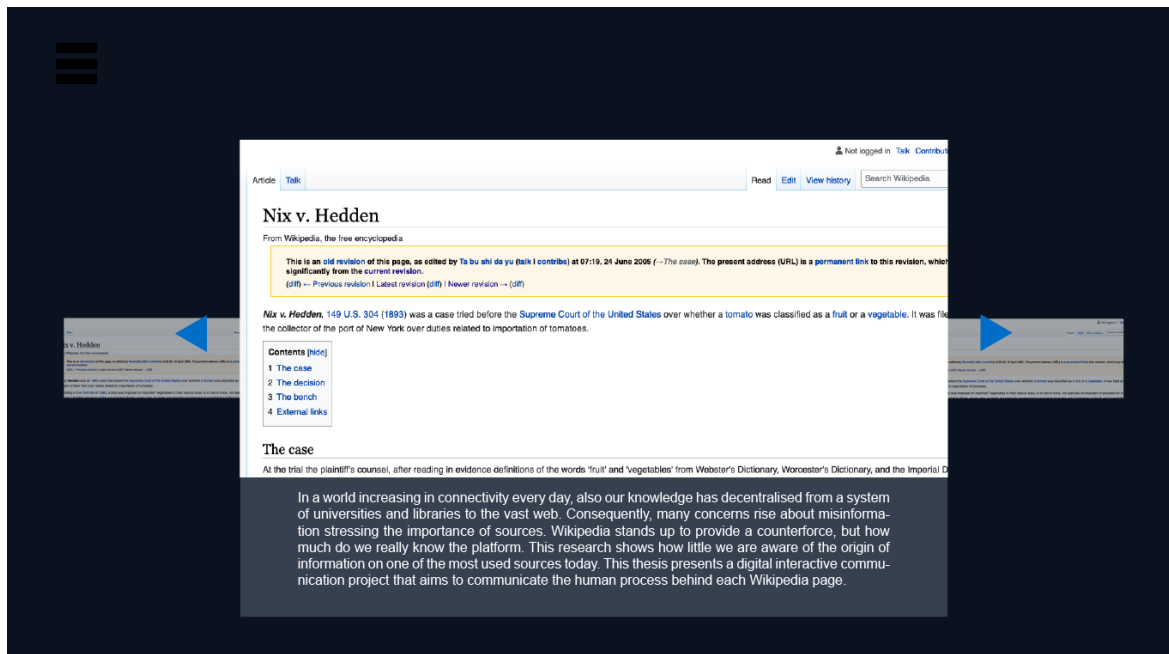 Not logged in Talk Contribut
Article Talk Read Edit View history Search Wikipedia
Nix v. Hedden
From Wikipedia, the free encyclopedia
This is an old revision of this page, as edited by Ta bu shi da yu (talk | contribs) at 07:19, 24 June 2005 (→The case). The present address (URL) is a permanent link to this revision, which
significantly from the current revision.
(diff) ← Previous revision | Latest revision (diff) | Newer revision → (diff)
Nix v. Hedden, 149 U.S. 304 (1893) was a case tried before the Supreme Court of the United States over whether a tomato was classified as a fruit or a vegetable. It was file
the collector of the port of New York over duties related to importation of tomatoes.
Contents [hide]
1 The case
2 The decision
3 The bench
4 External links
The case
At the trial the plaintiff's counsel, after reading in evidence definitions of the words 'fruit' and 'vegetables' from Webster's Dictionary, Worcester's Dictionary, and the Imperial D
In a world increasing in connectivity every day, also our knowledge has decentralised from a system
of universities and libraries to the vast web. Consequently, many concerns rise about misinforma-
tion stressing the importance of sources. Wikipedia stands up to provide a counterforce, but how
much do we really know the platform. This research shows how little we are aware of the origin of
information on one of the most used sources today. This thesis presents a digital interactive commu-
nication project that aims to communicate the human process behind each Wikipedia page.